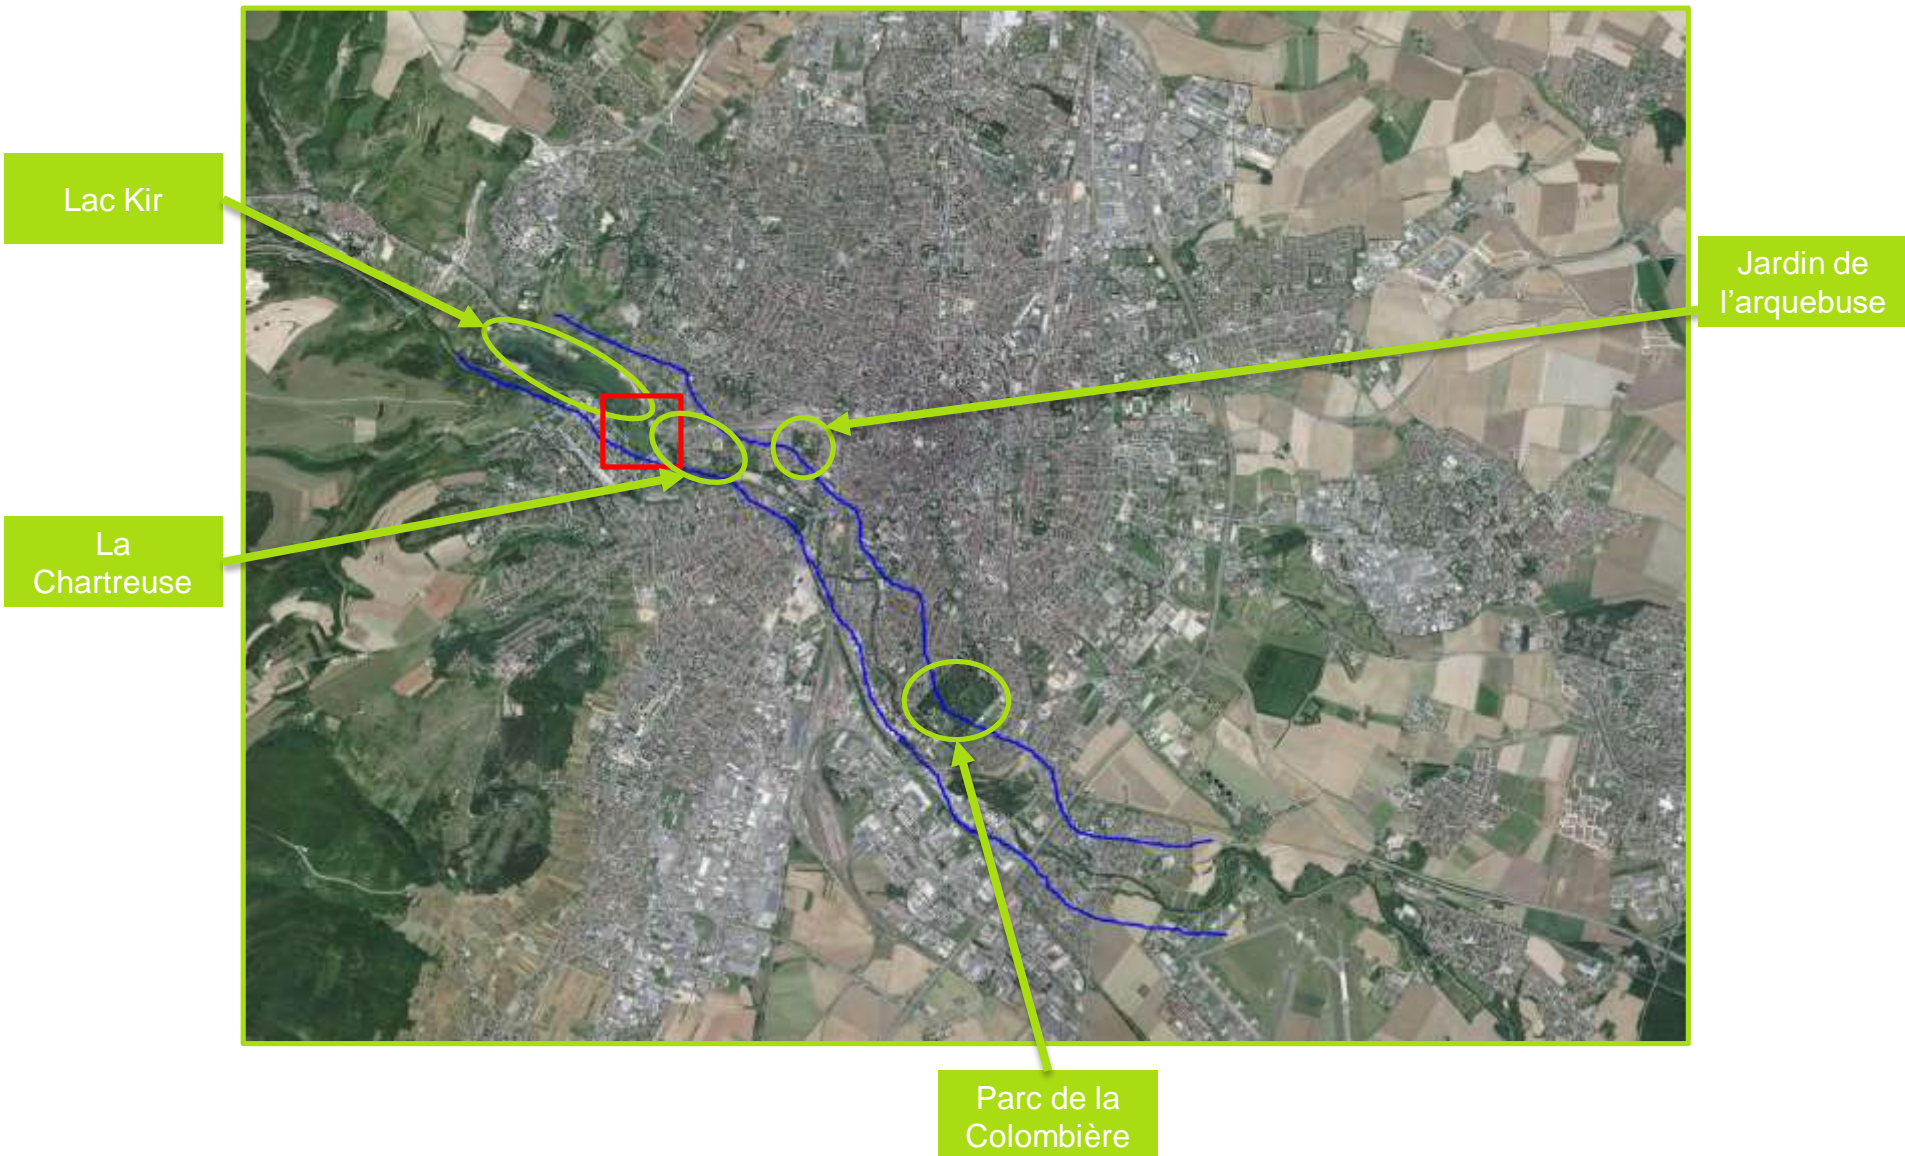 Lac Kir
Jardin de
l'arquebuse
La
Chartreuse
Parc de la
Colombière